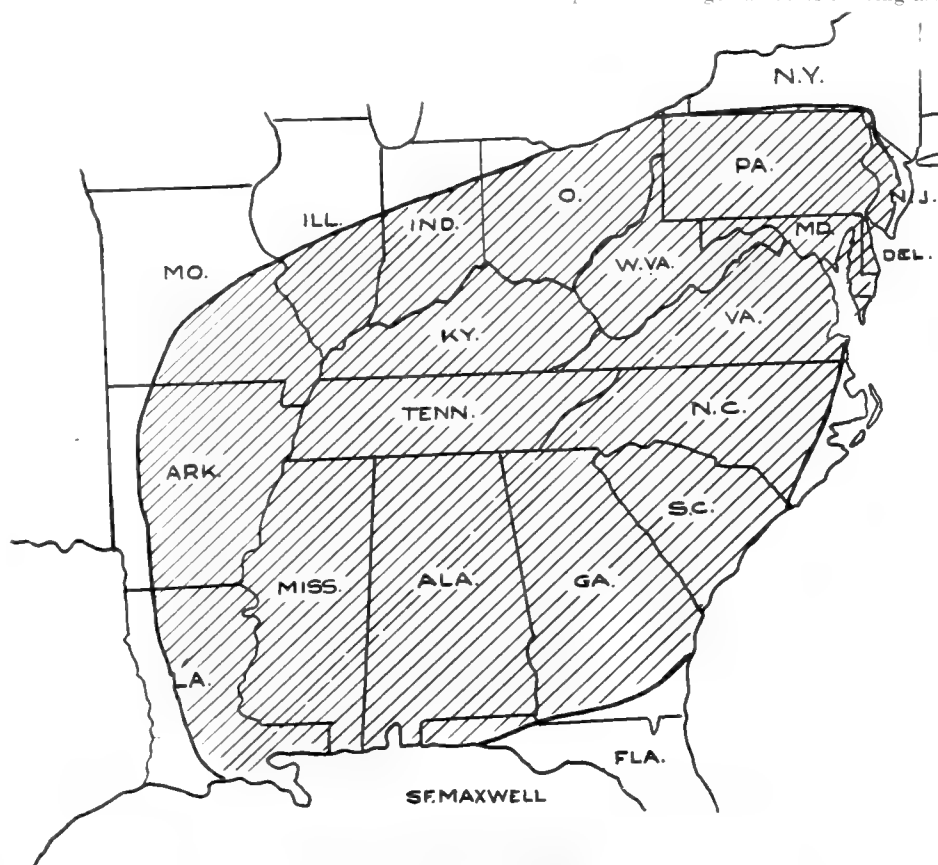 N.Y.
PA.
O.
N.J.
ILL.
IND.
MD.
DEL.
MO.
W.VA.
VA.
KY.
TENN.
N.C.
ARK.
S.C.
MISS.
ALA.
GA.
LA.
FLA.
S.F.MAXWELL